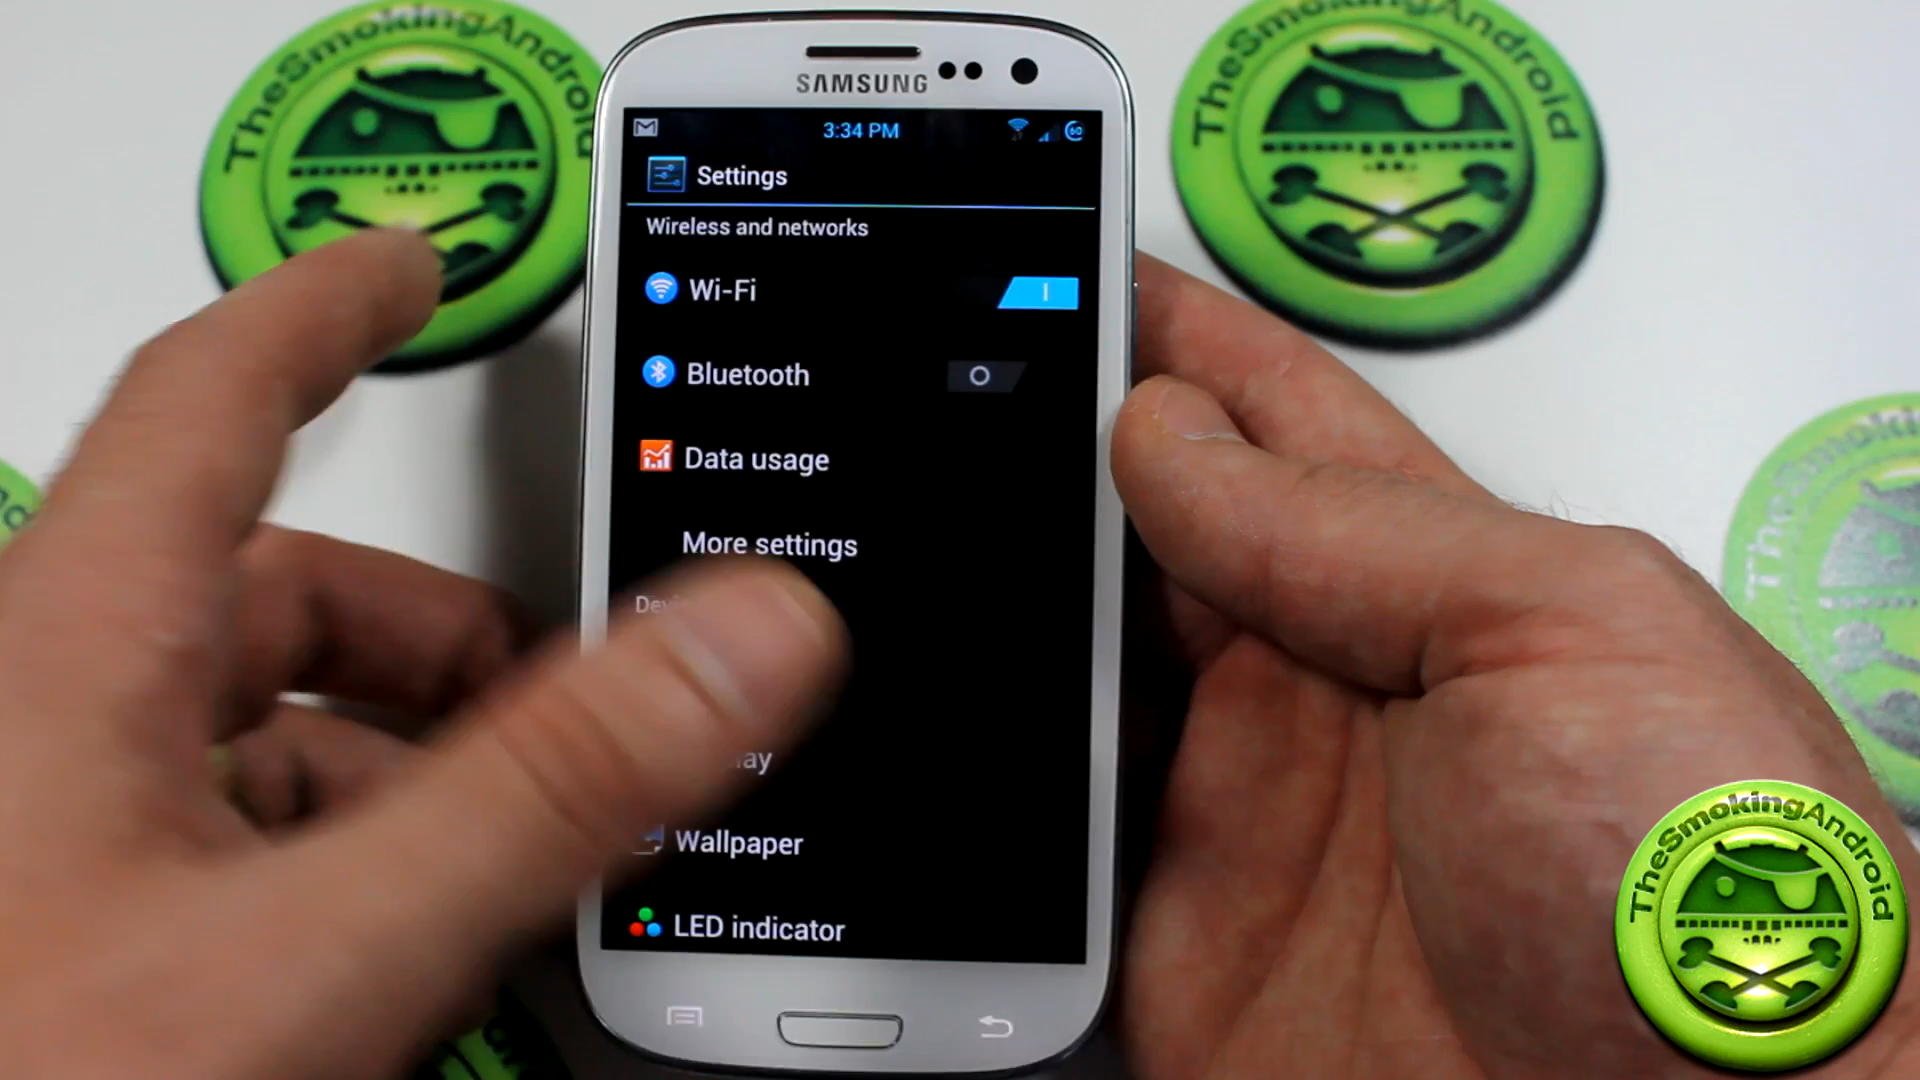 TheSmokingAndroid
TheSmokingAndroid
SAMSUNG
3:34 PM
60
Settings
Wireless and networks
Wi-Fi
I
Bluetooth
O
Data usage
More settings
Wallpaper
LED indicator
TheSmokingAndroid